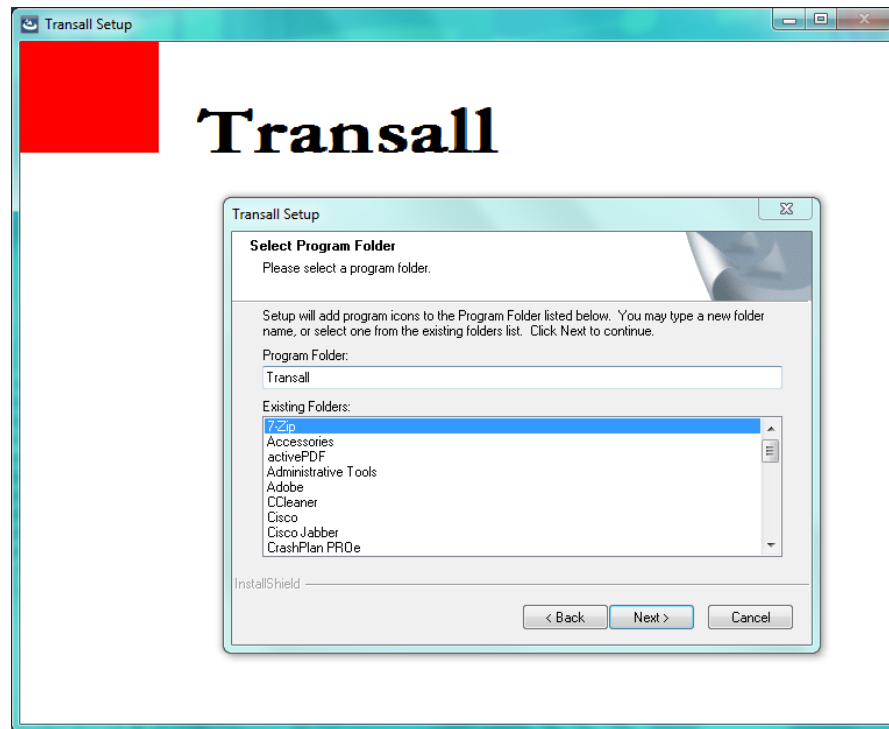 Transall Setup
Transall
Transall Setup
Select Program Folder
Please select a program folder.
Setup will add program icons to the Program Folder listed below.  You may type a new folder
name, or select one from the existing folders list.  Click Next to continue.
Program Folder:
Transall
Existing Folders:
7-Zip
Accessories
activePDF
Administrative Tools
Adobe
CCleaner
Cisco
Cisco Jabber
CrashPlan PROe
InstallShield
< Back Next > Cancel